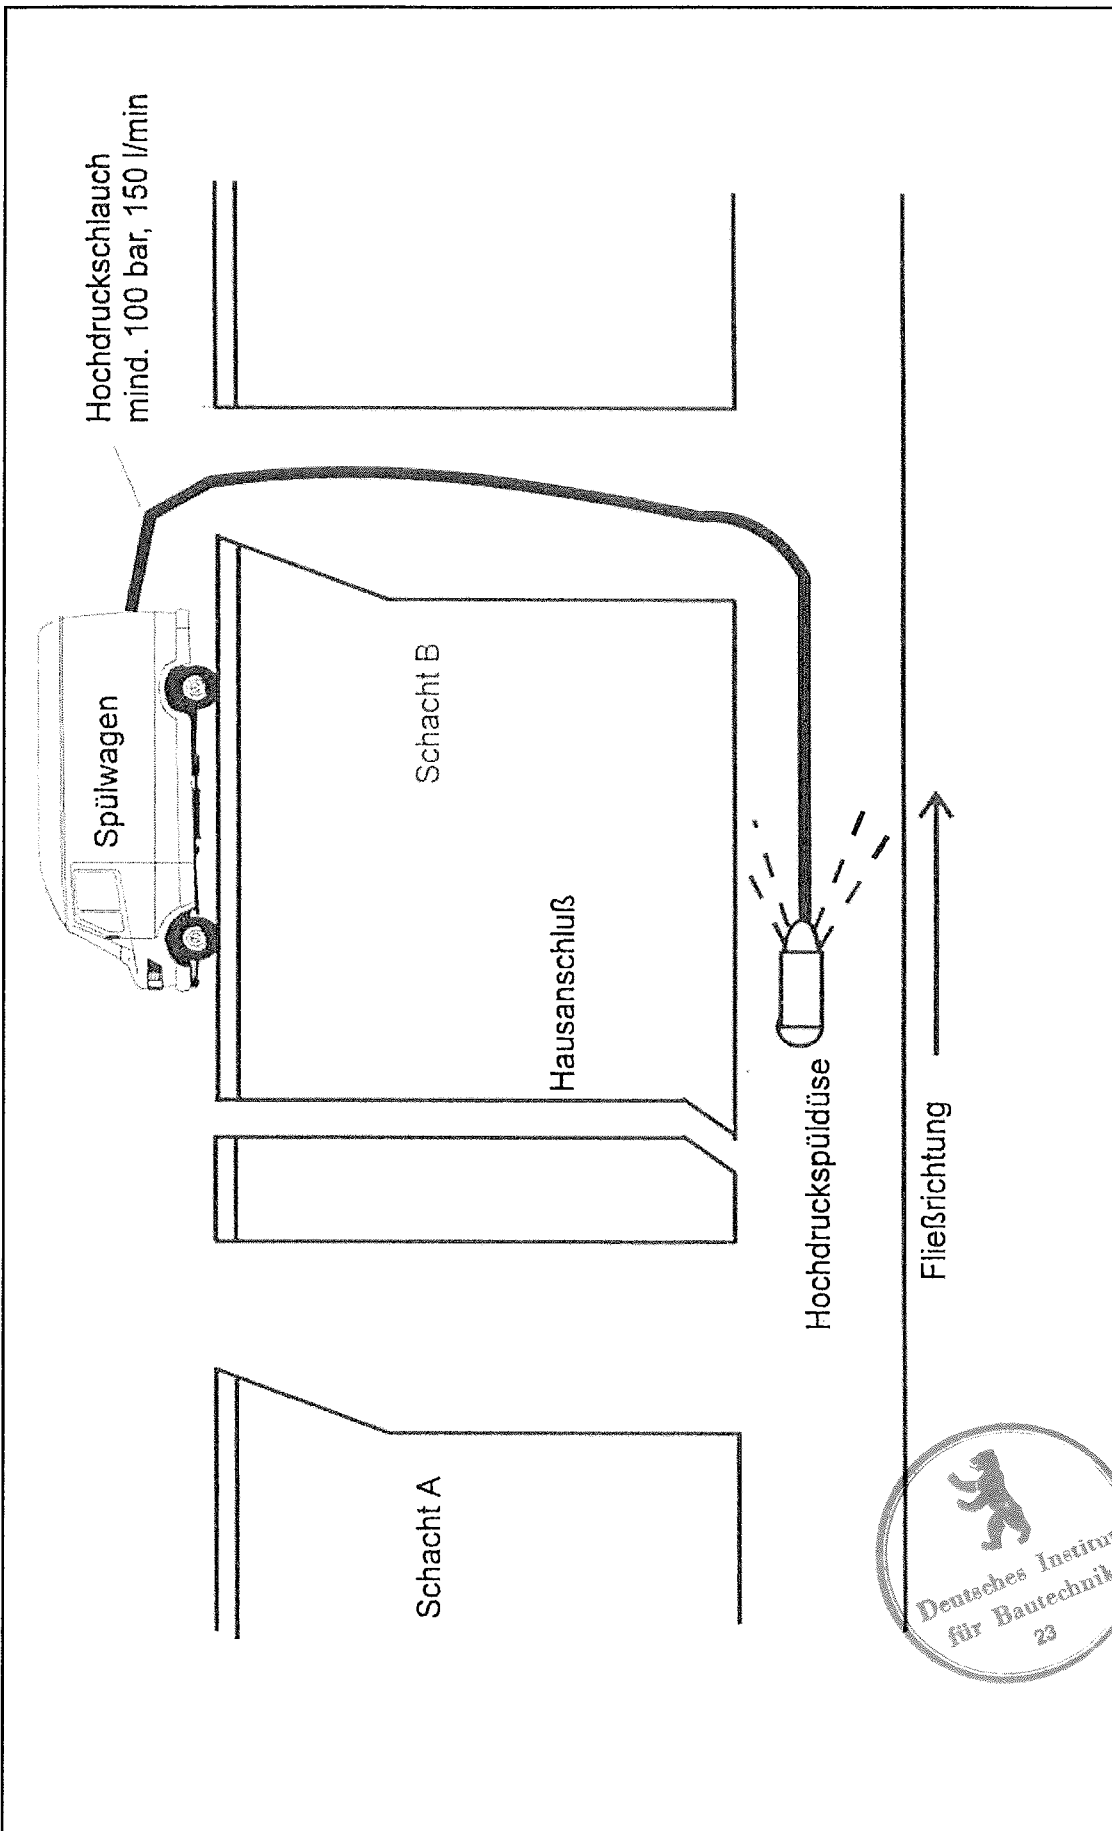 Hochdruckschlauch
mind. 100 bar, 150 l/min
Spülwagen
Schacht A
Schacht B
Hausanschluß
Hochdruckspüldüse
Fließrichtung
Deutsches Institut
für Bautechnik
23